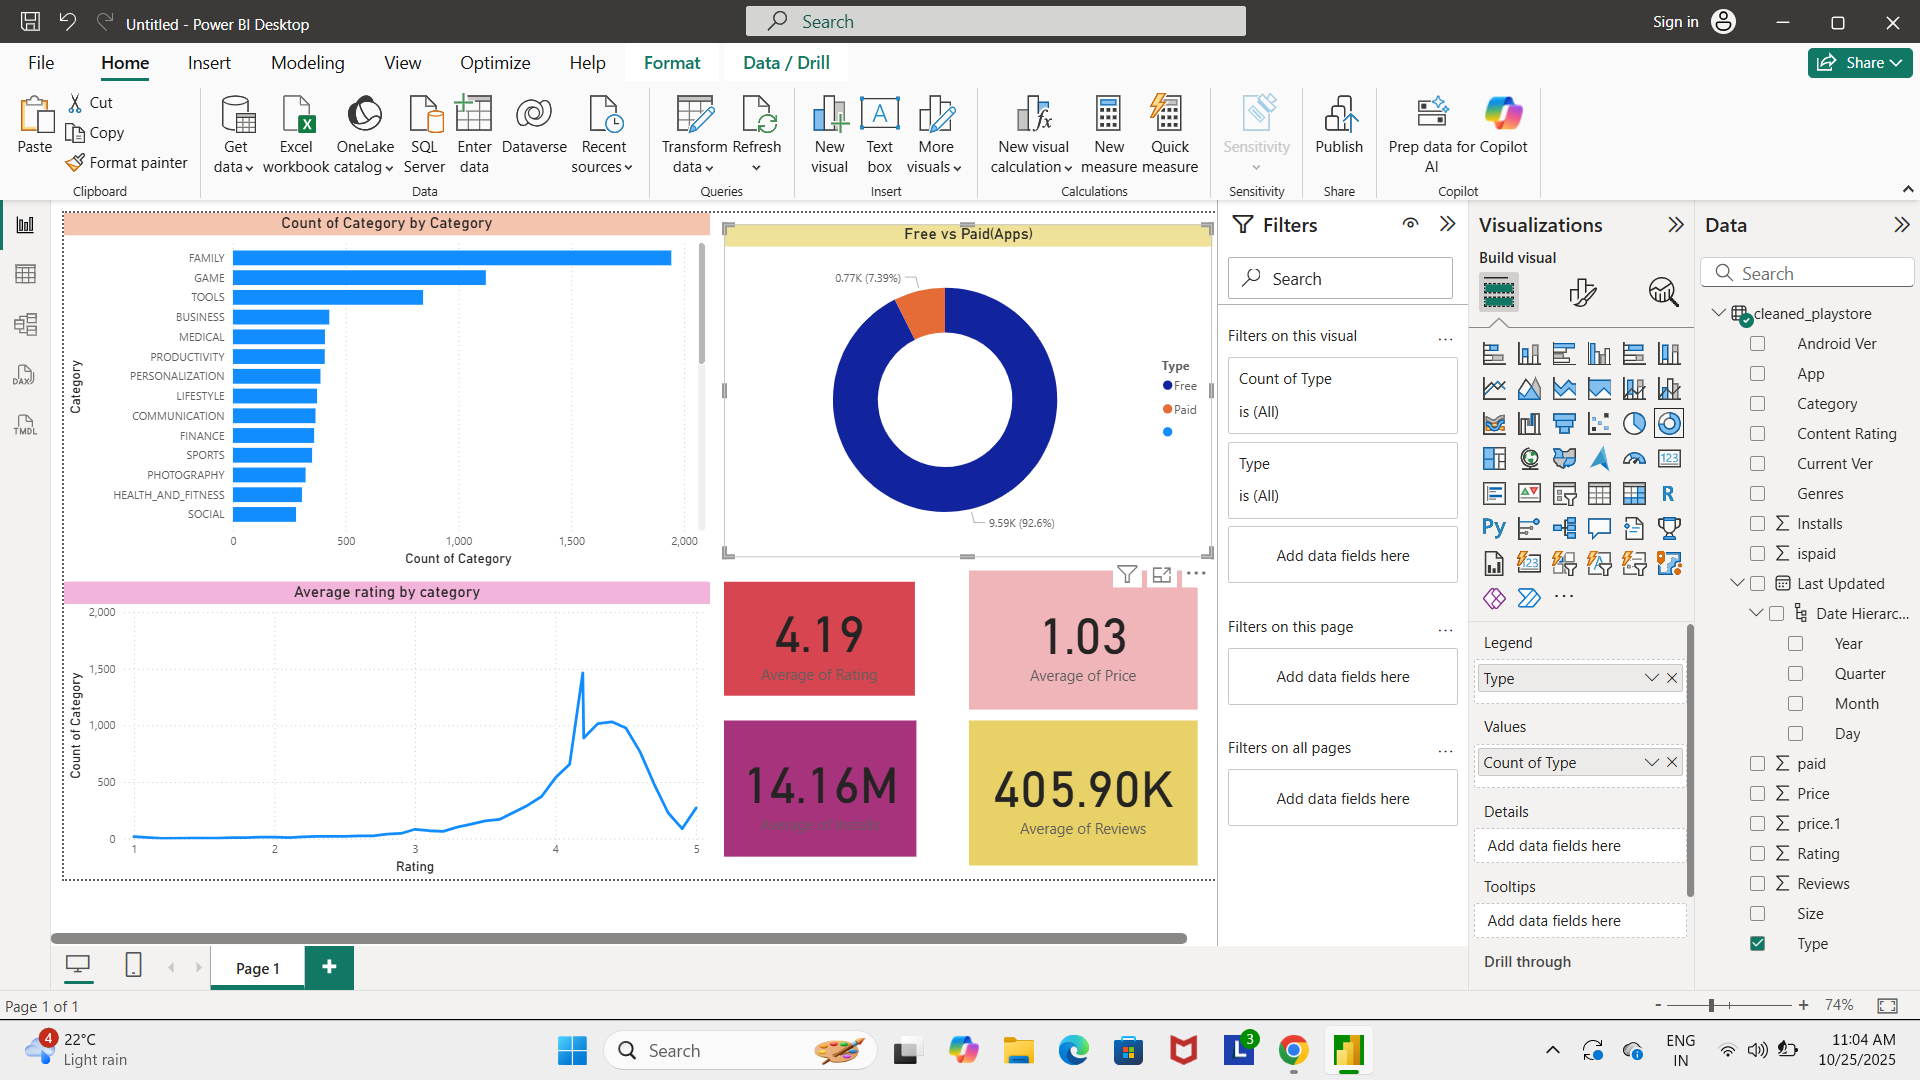 Untitled - Power BI Desktop
Search
Sign in
File
Home
Insert
Modeling
View
Optimize
Help
Format
Data / Drill
Share
Paste
Cut
Copy
Format painter
Clipboard
Get data
Excel workbook
OneLake catalog
SQL Server
Enter data
Dataverse
Recent sources
Data
Transform data
Refresh
Queries
New visual
Text box
More visuals
Insert
New visual calculation
New measure
Quick measure
Calculations
Sensitivity
Sensitivity
Publish
Share
Prep data for AI
Copilot
Copilot
Count of Category by Category
Category
FAMILY
GAME
TOOLS
BUSINESS
MEDICAL
PRODUCTIVITY
PERSONALIZATION
LIFESTYLE
COMMUNICATION
FINANCE
SPORTS
PHOTOGRAPHY
HEALTH_AND_FITNESS
SOCIAL
0 500 1,000 1,500 2,000
Count of Category
Free vs Paid(Apps)
0.77K (7.39%)
9.59K (92.6%)
Type
Free
Paid
Average rating by category
Count of Category
2,000
1,500
1,000
500
0
1 2 3 4 5
Rating
4.19
Average of Rating
1.03
Average of Price
14.16M
Average of Installs
405.90K
Average of Reviews
Filters
Search
Filters on this visual
Count of Type
is (All)
Type
is (All)
Add data fields here
Filters on this page
Add data fields here
Filters on all pages
Add data fields here
Visualizations
Build visual
123
R
Py
123
Legend
Type
Values
Count of Type
Details
Add data fields here
Tooltips
Add data fields here
Drill through
Data
Search
cleaned_playstore
Android Ver
App
Category
Content Rating
Current Ver
Genres
Installs
ispaid
Last Updated
Date Hierarc...
Year
Quarter
Month
Day
paid
Price
price.1
Rating
Reviews
Size
Type
DAX
TMDL
Page 1
Page 1 of 1
- + 74%
4
22°C
Light rain
Search
L
3
ENG
IN
11:04 AM
10/25/2025